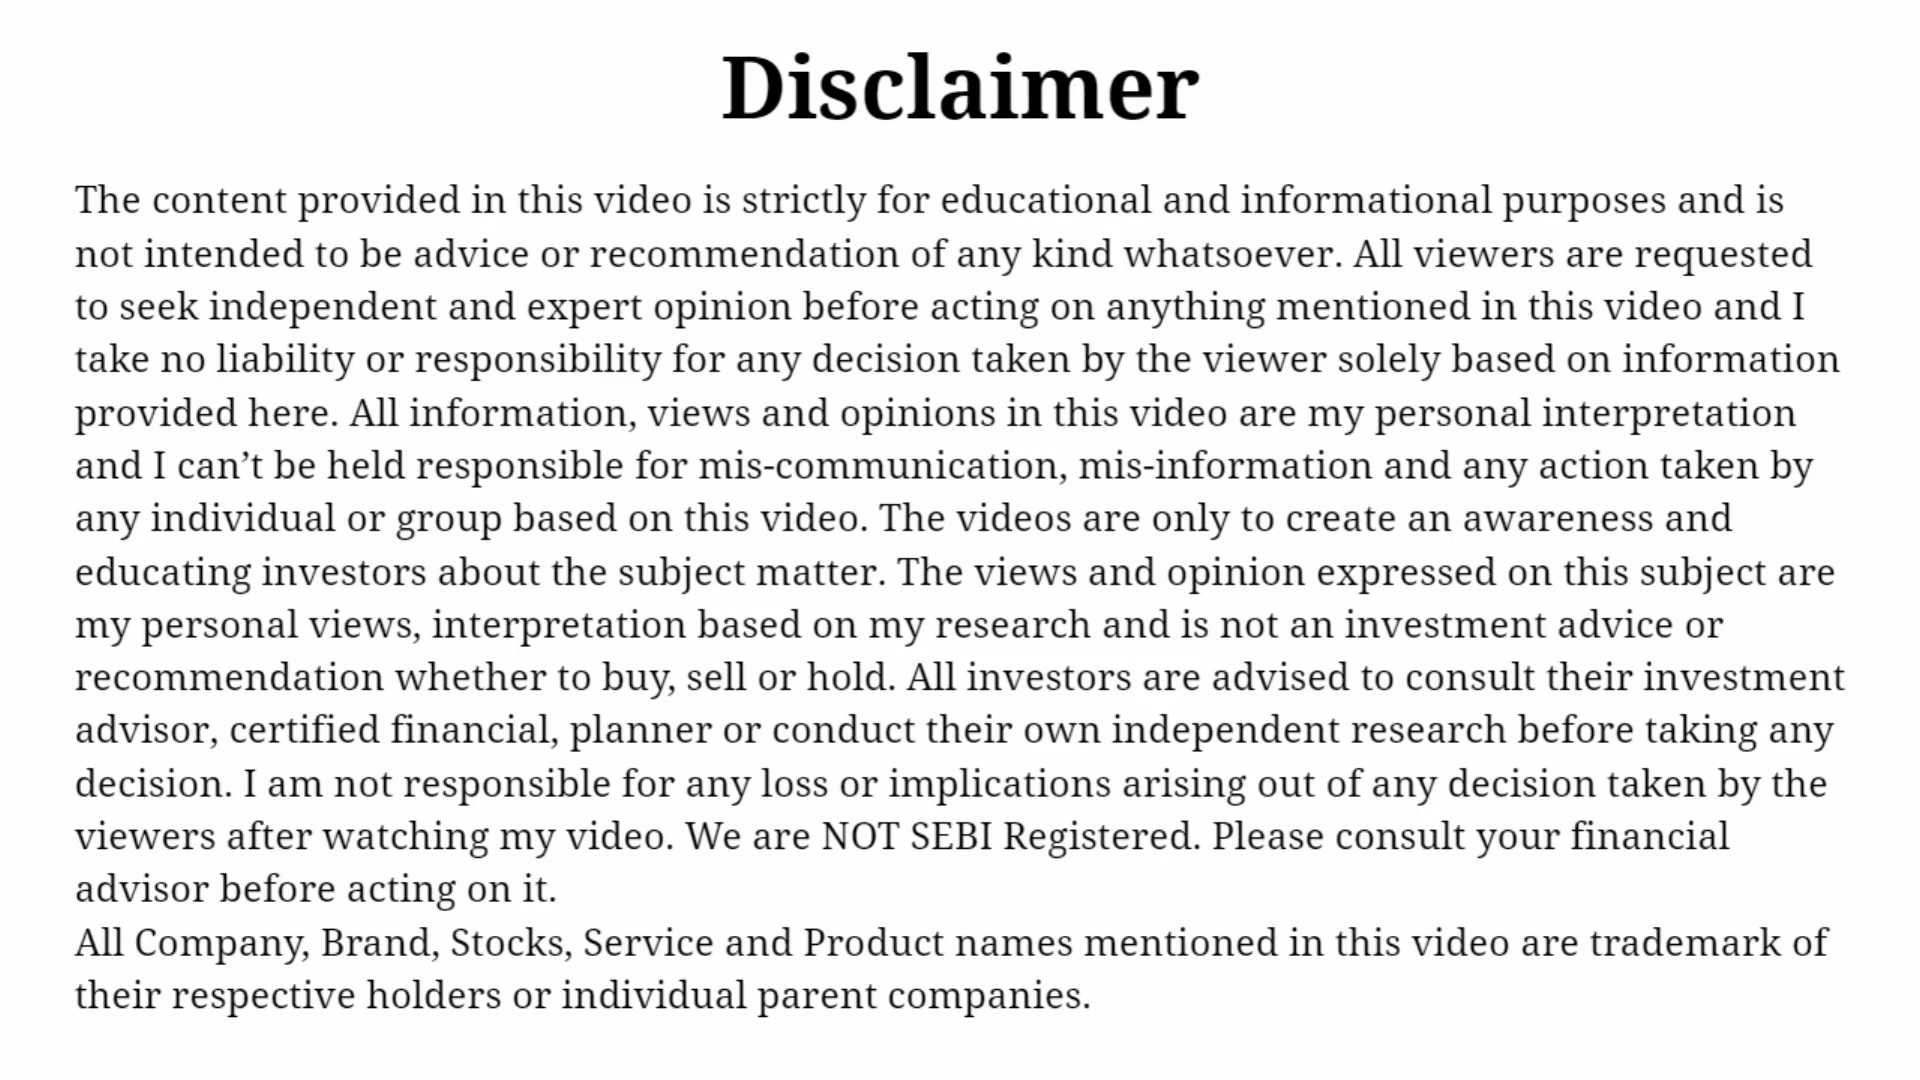 Disclaimer
The content provided in this video is strictly for educational and informational purposes and is
not intended to be advice or recommendation of any kind whatsoever. All viewers are requested
to seek independent and expert opinion before acting on anything mentioned in this video and I
take no liability or responsibility for any decision taken by the viewer solely based on information
provided here. All information, views and opinions in this video are my personal interpretation
and I can’t be held responsible for mis-communication, mis-information and any action taken by
any individual or group based on this video. The videos are only to create an awareness and
educating investors about the subject matter. The views and opinion expressed on this subject are
my personal views, interpretation based on my research and is not an investment advice or
recommendation whether to buy, sell or hold. All investors are advised to consult their investment
advisor, certified financial, planner or conduct their own independent research before taking any
decision. I am not responsible for any loss or implications arising out of any decision taken by the
viewers after watching my video. We are NOT SEBI Registered. Please consult your financial
advisor before acting on it.
All Company, Brand, Stocks, Service and Product names mentioned in this video are trademark of
their respective holders or individual parent companies.